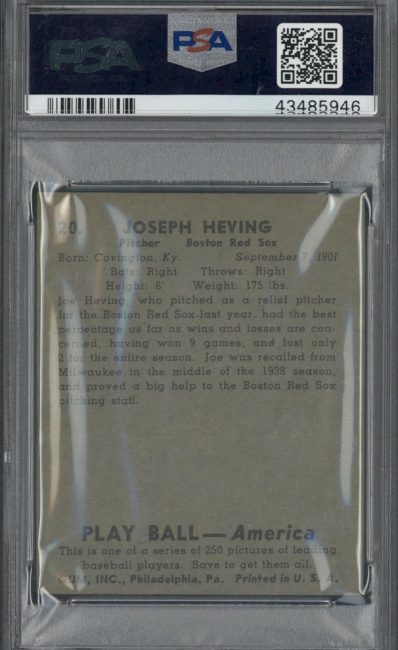 PSA
PSA
43485946
20. JOSEPH HEVING
Pitcher Boston Red Sox
Born: Covington, Ky. September 7, 1901
Bats: Right Throws: Right
Height: 6' Weight: 175 lbs.
Joe Heving, who pitched as a relief pitcher
for the Boston Red Sox last year, had the best
percentage as far as wins and losses are con-
cerned, having won 9 games, and lost only
2 for the entire season. Joe was recalled from
Milwaukee in the middle of the 1938 season,
and proved a big help to the Boston Red Sox
pitching staff.
PLAY BALL—America
This is one of a series of 250 pictures of leading
baseball players. Save to get them all.
GUM, INC., Philadelphia, Pa. Printed in U. S. A.